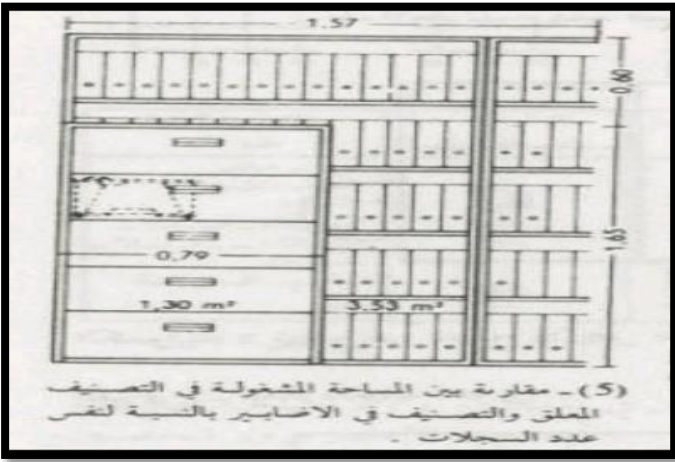 1.57
0.60
1.65
0.79
1,30 m²
3.53 m²
(5) ـ مقارنة بين المساحة المشغولة في التصنيف
المعلق والتصنيف في الاضابير بالنسبة لنفس
عدد السجلات .